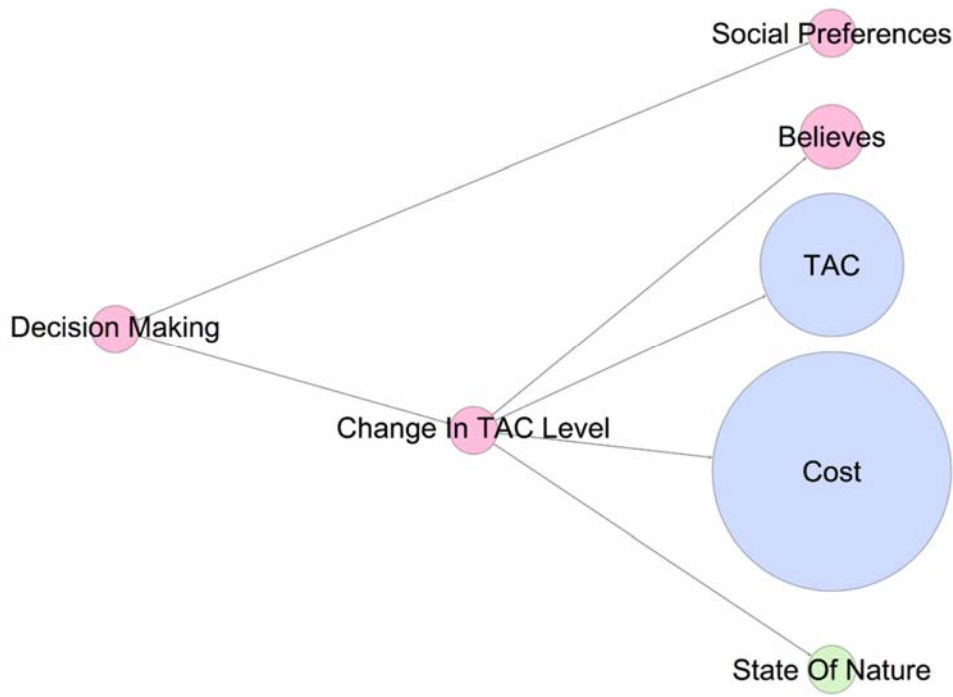 Social Preferences
Believes
TAC
Decision Making
Change In TAC Level
Cost
State Of Nature